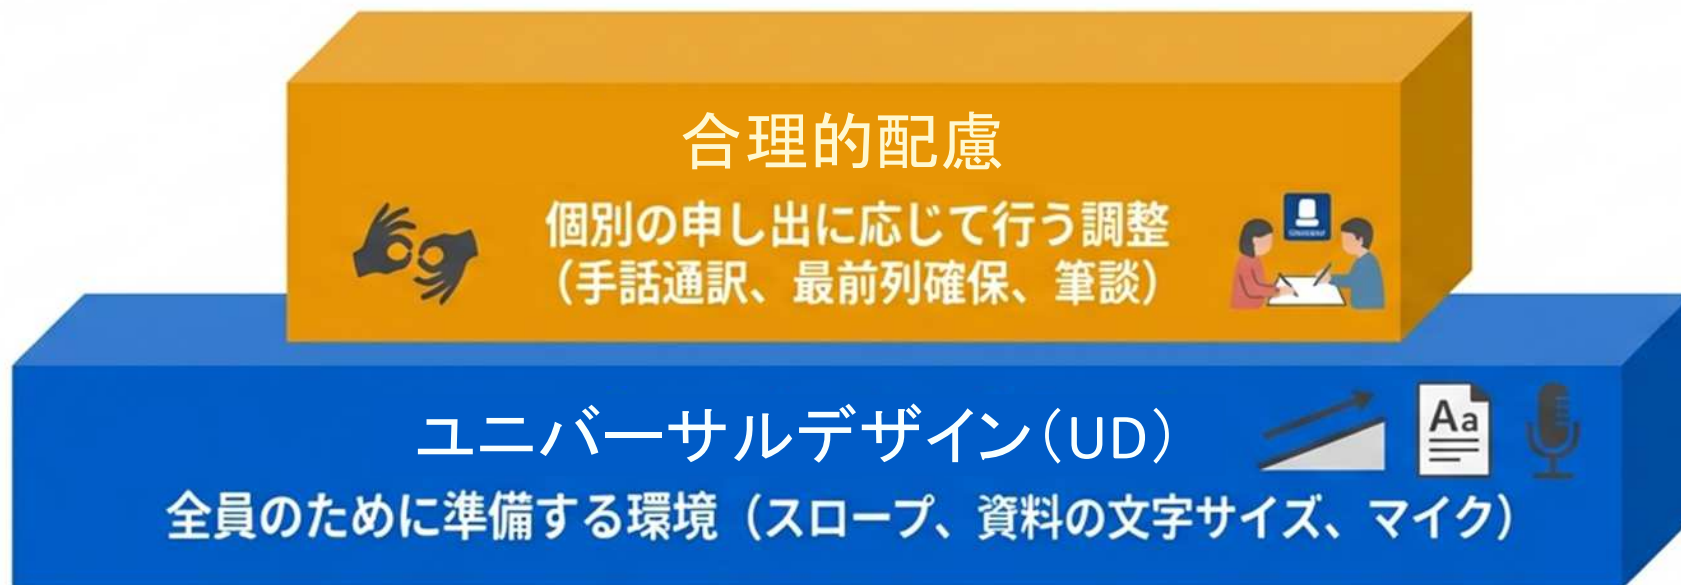 合理的配慮
個別の申し出に応じて行う調整
（手話通訳、最前列確保、筆談）
ユニバーサルデザイン（UD）
Aa
全員のために準備する環境（スロープ、資料の文字サイズ、マイク）